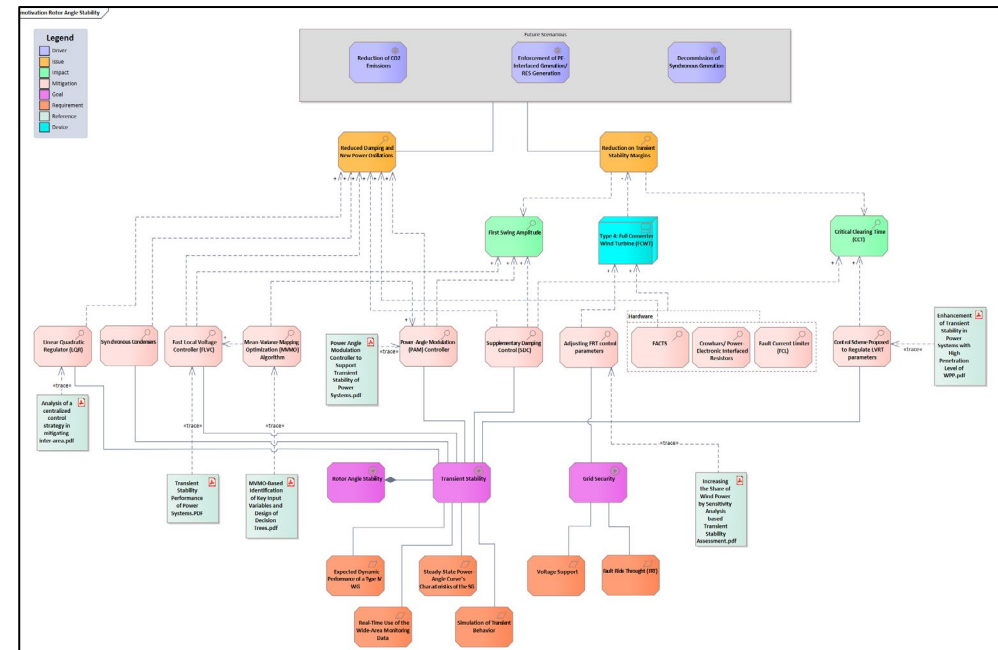 motivation Rotor Angle Stability
Legend
Driver
Issue
Impact
Mitigation
Goal
Requirement
Reference
Device
Future Scenarious
Reduction of CO2
Emissions
Enforcement of PE-
Interfaced Gneration/
RES Generation
Decommission of
Synchronous Gneration
Reduced Damping and
New Power Oscillations
Reduction on Transient
Stability Margins
First Swing Amplitude
Type 4: Full Converter
Wind Turbine (FCWT)
Critical Clearing Time
(CCT)
Linear Quadratic
Regulator (LQR)
Synchronous Condensers
Fast Local Voltage
Controller (FLVC)
Mean-Variance Mapping
Optimization (MVMO)
Algorithm
Power Angle
Modulation
Controller to
Support
Transient
Stability of
Power
Systems.pdf
«trace»
Power-Angle Modulation
(PAM) Controller
Supplementary Damping
Control (SDC)
Adjusting FRT control
parameters
Hardware
FACTS
Crowbars/ Power
Electronic Interfaced
Resistors
Fault Current Limiter
(FCL)
Control Scheme Proposed
to Regulate LVRT
parameters
«trace»
Enhancement
of Transient
Stability in
Power
Systems with
High
Penetration
Level of
WPP.pdf
«trace»
Analysis of a
centralized
control
strategy in
mitigating
inter-area.pdf
«trace»
«trace»
«trace»
Transient
Stability
Performance
of Power
Systems.PDF
MVMO-Based
Identification
of Key Input
Variables and
Design of
Decision
Trees.pdf
Rotor Angle Stability
Transient Stability
Grid Security
Increasing
the Share of
Wind Power
by Sensitivity
Analysis
based
Transient
Stability
Assessment.pdf
Expected Dynamic
Performance of a Type IV
WG
Steady-State Power
Angle Curve's
Characteristics of the SG
Voltage Support
Fault Ride Throught (FRT)
Real-Time Use of the
Wide-Area Monitoring
Data
Simulation of Transient
Behavior